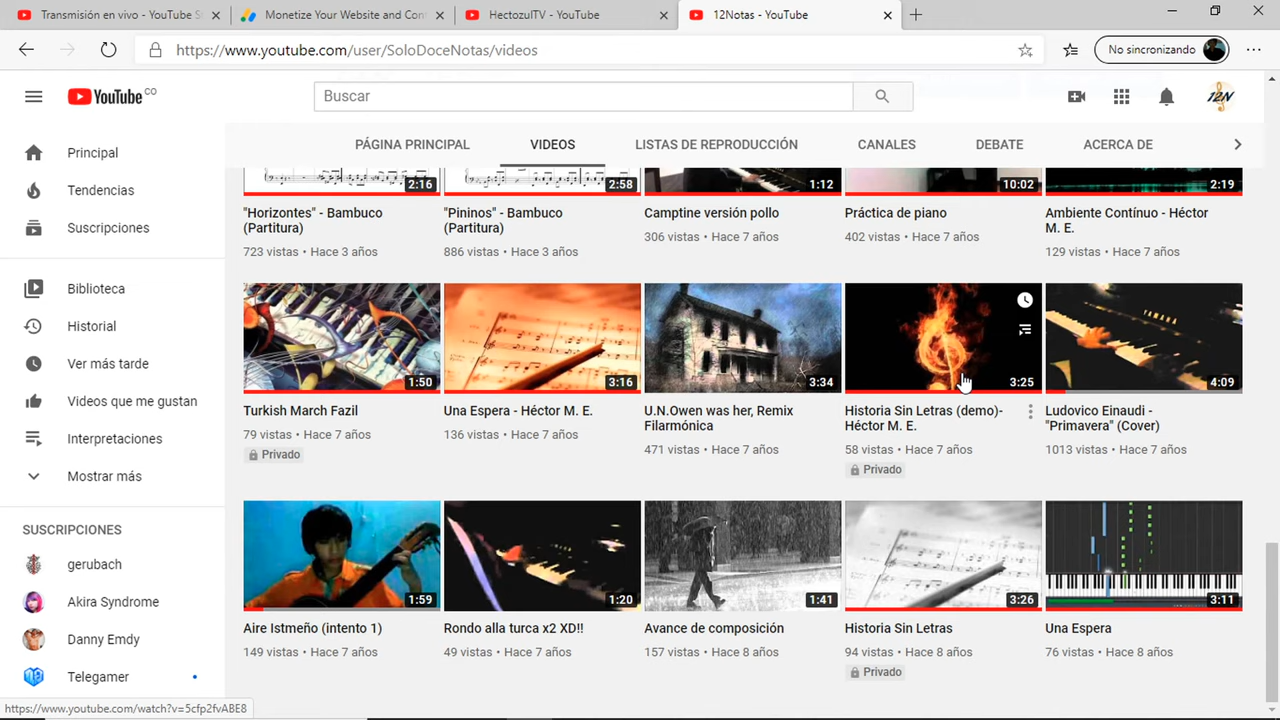 Transmisión en vivo - YouTube S
Monetize Your Website and Con
HectozulTV - YouTube
12Notas - YouTube
https://www.youtube.com/user/SoloDoceNotas/videos
No sincronizando
YouTube CO
Buscar
12N
PÁGINA PRINCIPAL
VIDEOS
LISTAS DE REPRODUCCIÓN
CANALES
DEBATE
ACERCA DE
Principal
Tendencias
Suscripciones
Biblioteca
Historial
Ver más tarde
Videos que me gustan
Interpretaciones
Mostrar más
SUSCRIPCIONES
gerubach
Akira Syndrome
Danny Emdy
Telegamer
2:16
"Horizontes" - Bambuco
(Partitura)
723 vistas • Hace 3 años
2:58
"Pininos" - Bambuco
(Partitura)
886 vistas • Hace 3 años
1:12
Camptine versión pollo
306 vistas • Hace 7 años
10:02
Práctica de piano
402 vistas • Hace 7 años
2:19
Ambiente Contínuo - Héctor
M. E.
129 vistas • Hace 7 años
1:50
Turkish March Fazil
79 vistas • Hace 7 años
Privado
3:16
Una Espera - Héctor M. E.
136 vistas • Hace 7 años
3:34
U.N.Owen was her, Remix
Filarmónica
471 vistas • Hace 7 años
3:25
Historia Sin Letras (demo)-
Héctor M. E.
58 vistas • Hace 7 años
Privado
YAMAHA
4:09
Ludovico Einaudi -
"Primavera" (Cover)
1013 vistas • Hace 7 años
1:59
Aire Istmeño (intento 1)
149 vistas • Hace 7 años
1:20
Rondo alla turca x2 XD!!
49 vistas • Hace 7 años
1:41
Avance de composición
157 vistas • Hace 8 años
3:26
Historia Sin Letras
94 vistas • Hace 8 años
Privado
3:11
Una Espera
76 vistas • Hace 8 años
https://www.youtube.com/watch?v=5cfp2fvABE8